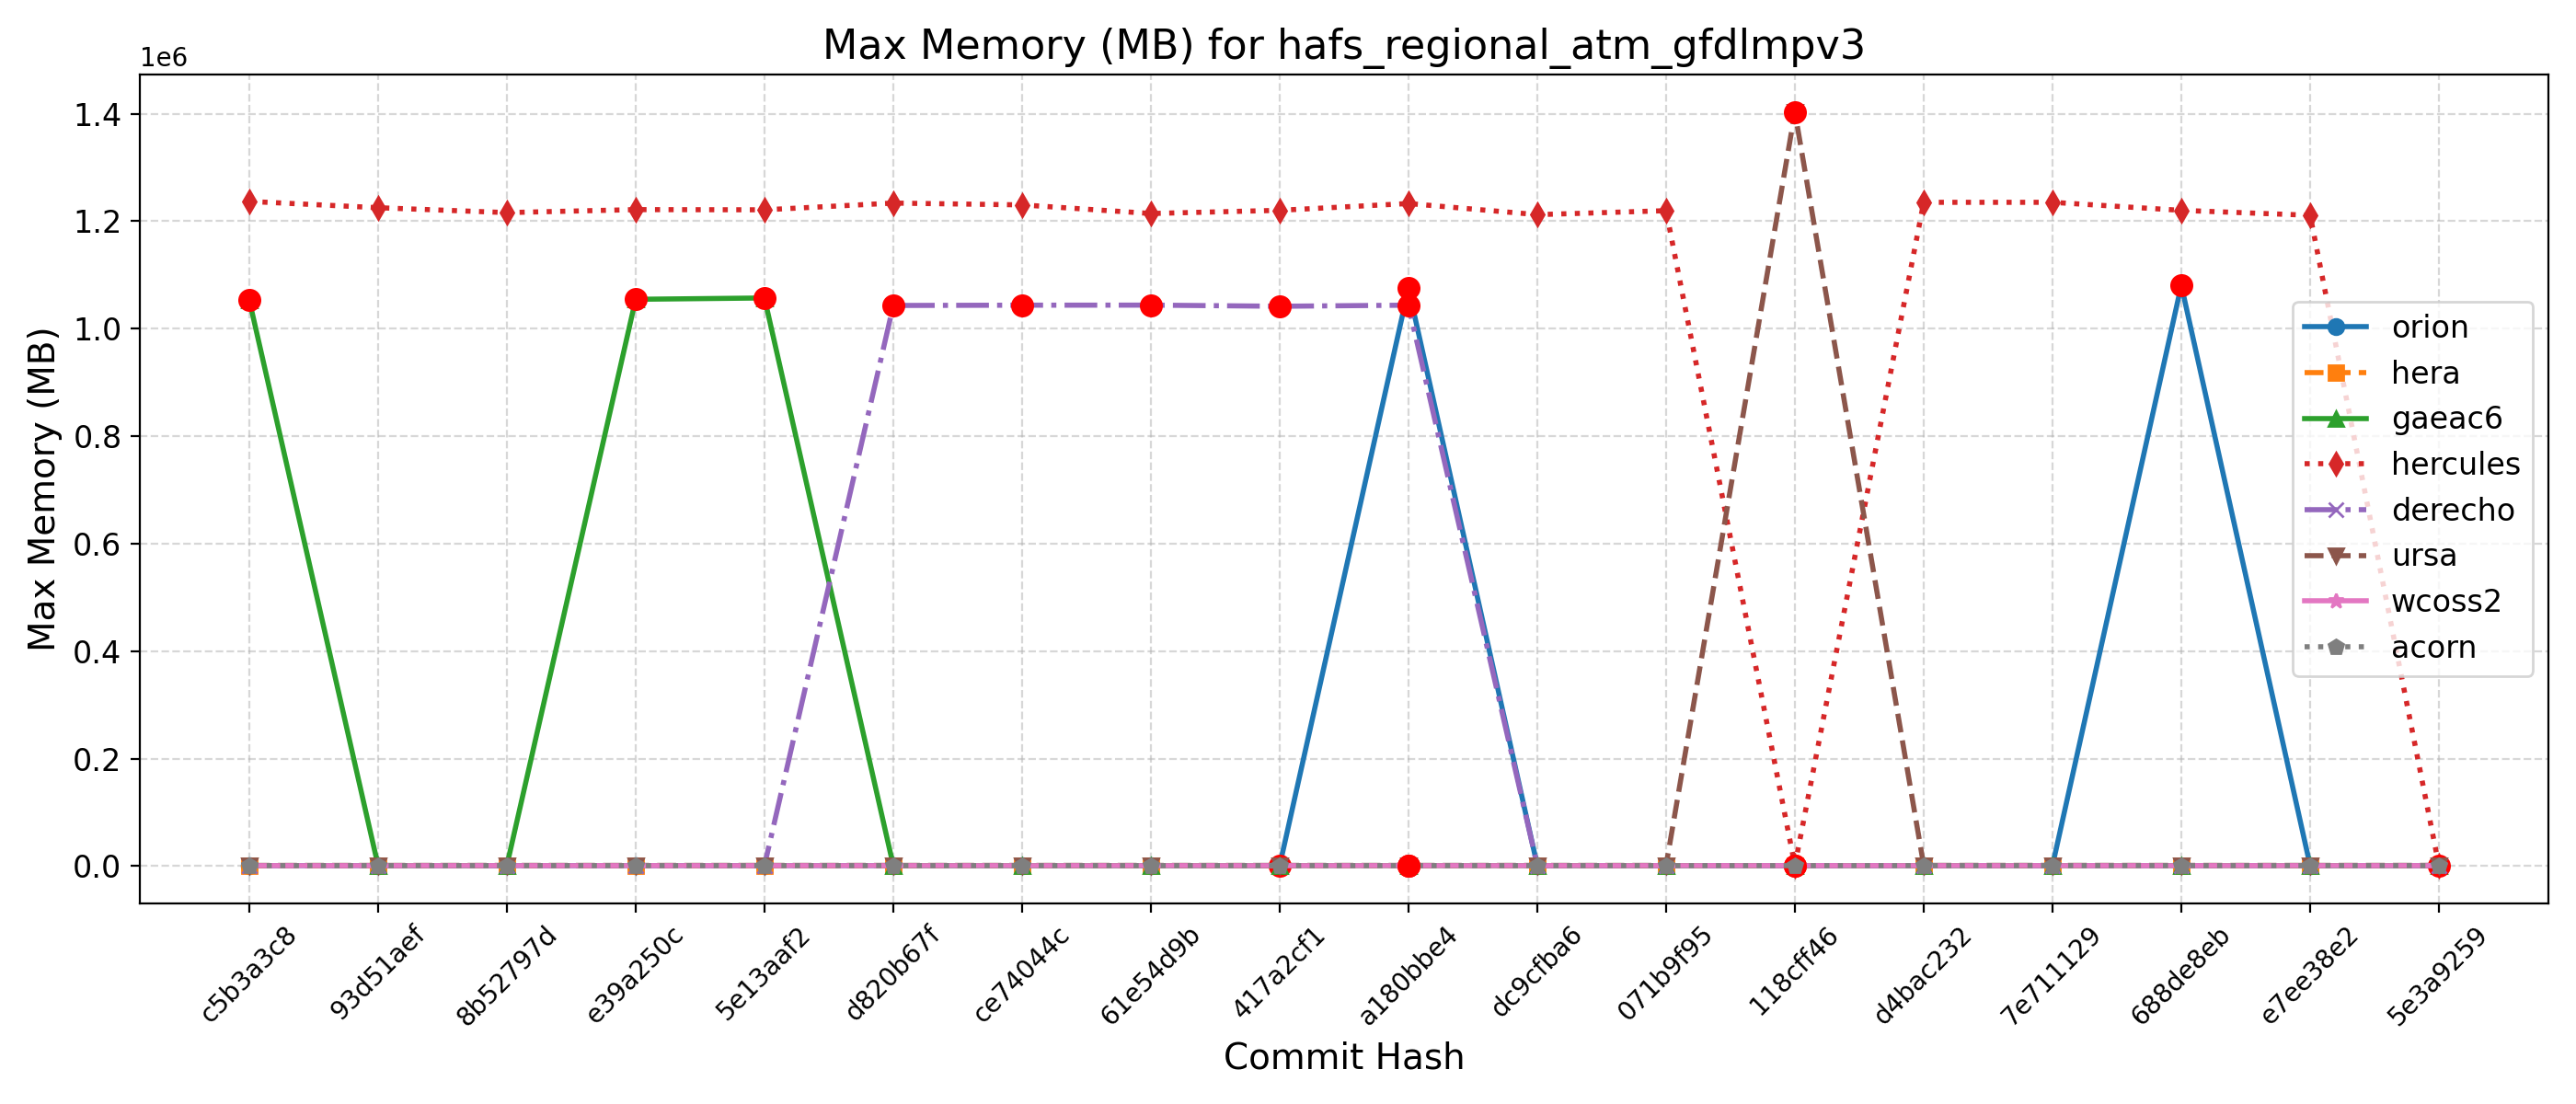 Max Memory (MB) for hafs_regional_atm_gfdlmpv3
1e6
1.4
1.2
1.0
0.8
0.6
0.4
0.2
0.0
Max Memory (MB)
orion
hera
gaeac6
hercules
derecho
ursa
wcoss2
acorn
c5b3a3c8
93d51aef
8b52797d
e39a250c
5e13aaf2
d820b67f
ce74044c
61e54d9b
417a2cf1
a180bbe4
dc9cfba6
071b9f95
118cff46
d4bac232
7e711129
688de8eb
e7ee38e2
5e3a9259
Commit Hash